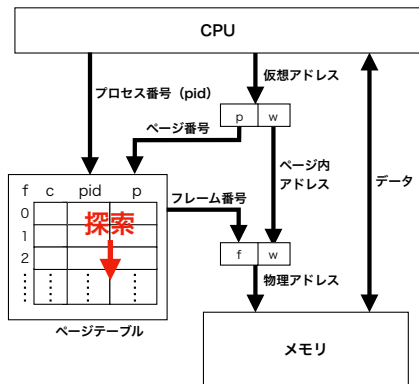 CPU
仮想アドレス
プロセス番号（pid）
p w
ページ番号
ページ内
アドレス
データ
f c pid p
フレーム番号
0
探索
1
2
f w
物理アドレス
ページテーブル
メモリ